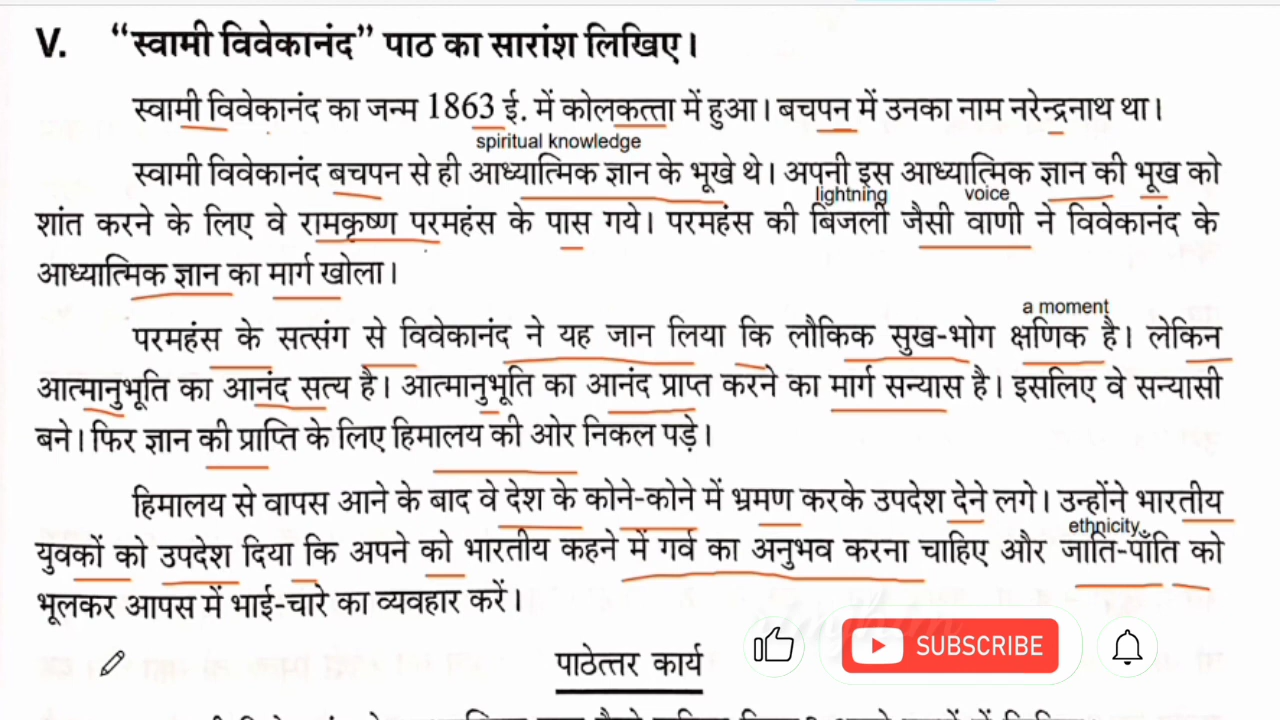 V. “स्वामी विवेकानंद” पाठ का सारांश लिखिए।
स्वामी विवेकानंद का जन्म 1863 ई. में कोलकत्ता में हुआ। बचपन में उनका नाम नरेन्द्रनाथ था।
spiritual knowledge
स्वामी विवेकानंद बचपन से ही आध्यात्मिक ज्ञान के भूखे थे। अपनी इस आध्यात्मिक ज्ञान की भूख को
lightning voice
शांत करने के लिए वे रामकृष्ण परमहंस के पास गये। परमहंस की बिजली जैसी वाणी ने विवेकानंद के
आध्यात्मिक ज्ञान का मार्ग खोला।
a moment
परमहंस के सत्संग से विवेकानंद ने यह जान लिया कि लौकिक सुख-भोग क्षणिक है। लेकिन
आत्मानुभूति का आनंद सत्य है। आत्मानुभूति का आनंद प्राप्त करने का मार्ग सन्यास है। इसलिए वे सन्यासी
बने। फिर ज्ञान की प्राप्ति के लिए हिमालय की ओर निकल पड़े।
हिमालय से वापस आने के बाद वे देश के कोने-कोने में भ्रमण करके उपदेश देने लगे। उन्होंने भारतीय
ethnicity
युवकों को उपदेश दिया कि अपने को भारतीय कहने में गर्व का अनुभव करना चाहिए और जाति-पाँति को
भूलकर आपस में भाई-चारे का व्यवहार करें।
SUBSCRIBE
पाठेत्तर कार्य